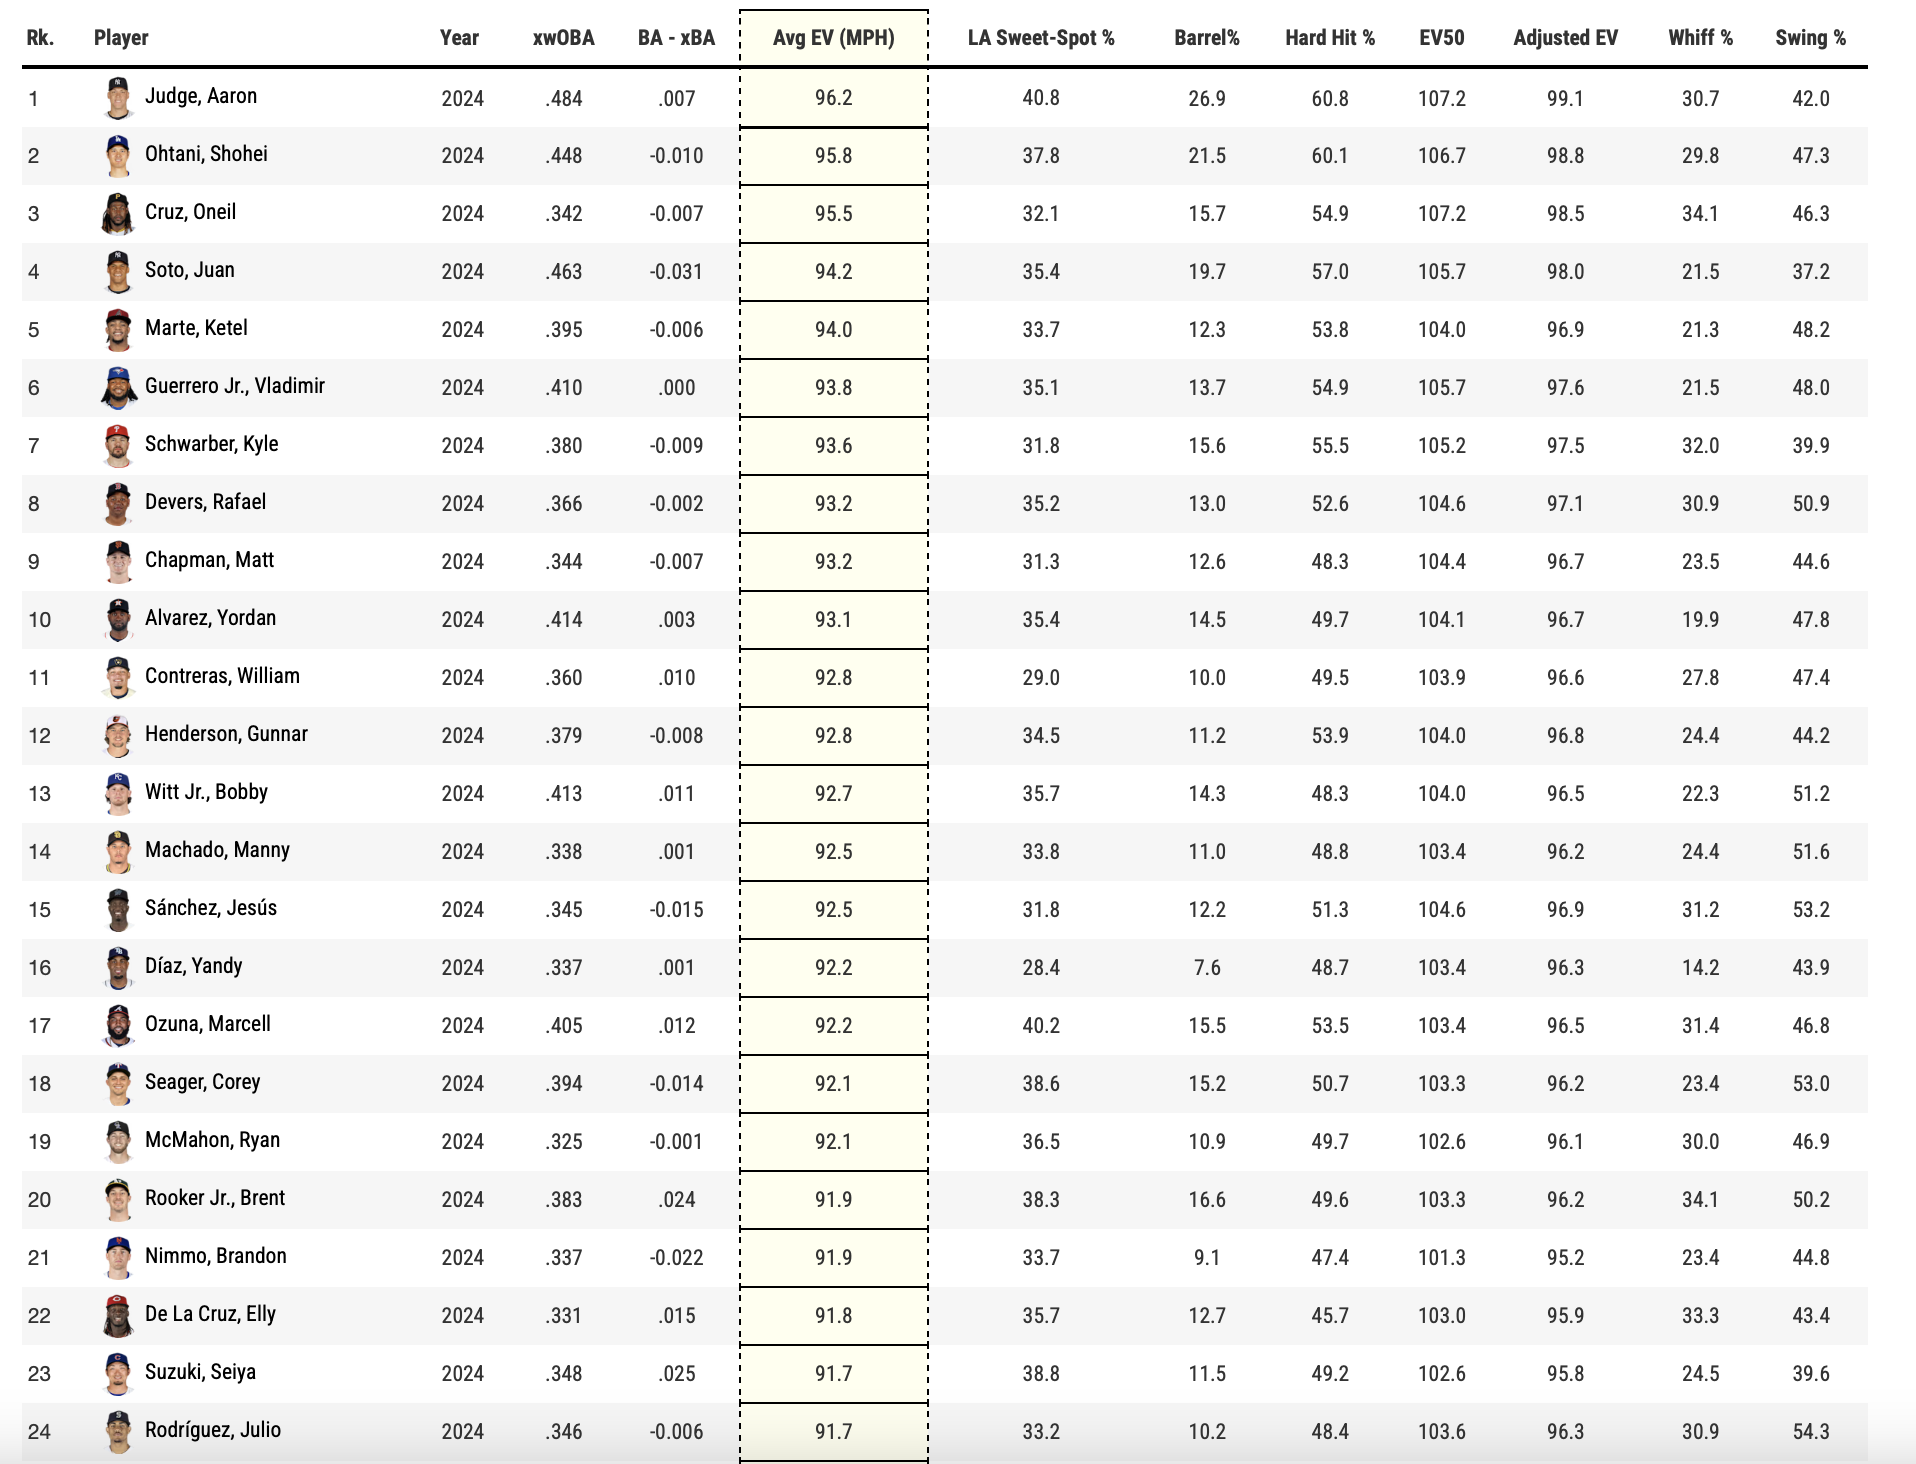 Rk. Player Year xwOBA BA - xBA Avg EV (MPH) LA Sweet-Spot % Barrel% Hard Hit % EV50 Adjusted EV Whiff % Swing %
1 Judge, Aaron 2024 .484 .007 96.2 40.8 26.9 60.8 107.2 99.1 30.7 42.0
2 Ohtani, Shohei 2024 .448 -0.010 95.8 37.8 21.5 60.1 106.7 98.8 29.8 47.3
3 Cruz, Oneil 2024 .342 -0.007 95.5 32.1 15.7 54.9 107.2 98.5 34.1 46.3
4 Soto, Juan 2024 .463 -0.031 94.2 35.4 19.7 57.0 105.7 98.0 21.5 37.2
5 Marte, Ketel 2024 .395 -0.006 94.0 33.7 12.3 53.8 104.0 96.9 21.3 48.2
6 Guerrero Jr., Vladimir 2024 .410 .000 93.8 35.1 13.7 54.9 105.7 97.6 21.5 48.0
7 Schwarber, Kyle 2024 .380 -0.009 93.6 31.8 15.6 55.5 105.2 97.5 32.0 39.9
8 Devers, Rafael 2024 .366 -0.002 93.2 35.2 13.0 52.6 104.6 97.1 30.9 50.9
9 Chapman, Matt 2024 .344 -0.007 93.2 31.3 12.6 48.3 104.4 96.7 23.5 44.6
10 Alvarez, Yordan 2024 .414 .003 93.1 35.4 14.5 49.7 104.1 96.7 19.9 47.8
11 Contreras, William 2024 .360 .010 92.8 29.0 10.0 49.5 103.9 96.6 27.8 47.4
12 Henderson, Gunnar 2024 .379 -0.008 92.8 34.5 11.2 53.9 104.0 96.8 24.4 44.2
13 Witt Jr., Bobby 2024 .413 .011 92.7 35.7 14.3 48.3 104.0 96.5 22.3 51.2
14 Machado, Manny 2024 .338 .001 92.5 33.8 11.0 48.8 103.4 96.2 24.4 51.6
15 Sánchez, Jesús 2024 .345 -0.015 92.5 31.8 12.2 51.3 104.6 96.9 31.2 53.2
16 Díaz, Yandy 2024 .337 .001 92.2 28.4 7.6 48.7 103.4 96.3 14.2 43.9
17 Ozuna, Marcell 2024 .405 .012 92.2 40.2 15.5 53.5 103.4 96.5 31.4 46.8
18 Seager, Corey 2024 .394 -0.014 92.1 38.6 15.2 50.7 103.3 96.2 23.4 53.0
19 McMahon, Ryan 2024 .325 -0.001 92.1 36.5 10.9 49.7 102.6 96.1 30.0 46.9
20 Rooker Jr., Brent 2024 .383 .024 91.9 38.3 16.6 49.6 103.3 96.2 34.1 50.2
21 Nimmo, Brandon 2024 .337 -0.022 91.9 33.7 9.1 47.4 101.3 95.2 23.4 44.8
22 De La Cruz, Elly 2024 .331 .015 91.8 35.7 12.7 45.7 103.0 95.9 33.3 43.4
23 Suzuki, Seiya 2024 .348 .025 91.7 38.8 11.5 49.2 102.6 95.8 24.5 39.6
24 Rodríguez, Julio 2024 .346 -0.006 91.7 33.2 10.2 48.4 103.6 96.3 30.9 54.3